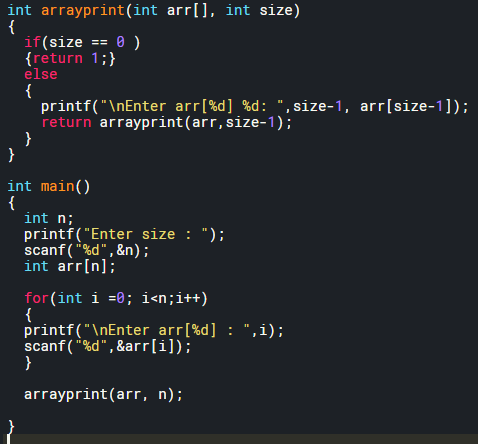 int arrayprint(int arr[], int size)
{
if(size == 0 )
{return 1;}
else
{
printf("\nEnter arr[%d] %d: ",size-1, arr[size-1]);
return arrayprint(arr,size-1);
}
}
int main()
{
int n;
printf("Enter size : ");
scanf("%d",&n);
int arr[n];
for(int i =0; i<n;i++)
{
printf("\nEnter arr[%d] : ",i);
scanf("%d",&arr[i]);
}
arrayprint(arr, n);
}